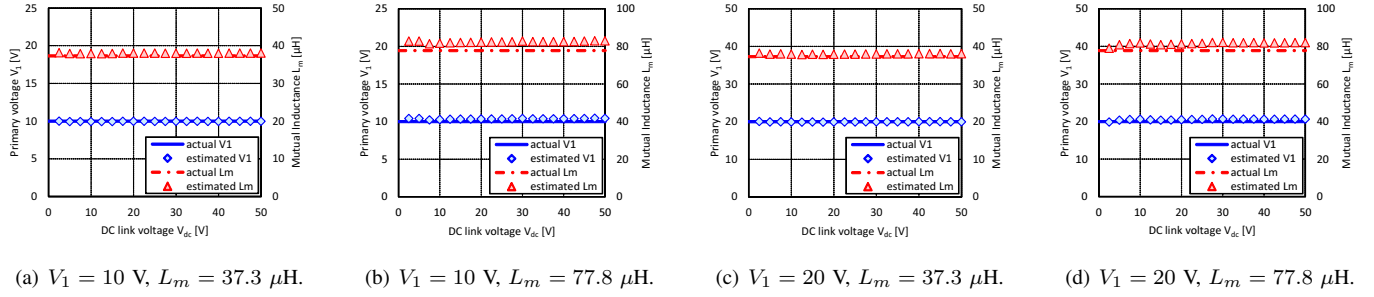 25
20
15
10
5
0
50
40
30
20
10
0
0 10 20 30 40 50
Primary voltage V1 [V]
Mutual Inductance Lm [μH]
DC link voltage Vdc [V]
actual V1
estimated V1
actual Lm
estimated Lm
(a) V1 = 10 V, Lm = 37.3 μH.
25
20
15
10
5
0
100
80
60
40
20
0
0 10 20 30 40 50
Primary voltage V1 [V]
Mutual Inductance Lm [μH]
DC link voltage Vdc [V]
actual V1
estimated V1
actual Lm
estimated Lm
(b) V1 = 10 V, Lm = 77.8 μH.
50
40
30
20
10
0
50
40
30
20
10
0
0 10 20 30 40 50
Primary voltage V1 [V]
Mutual Inductance Lm [μH]
DC link voltage Vdc [V]
actual V1
estimated V1
actual Lm
estimated Lm
(c) V1 = 20 V, Lm = 37.3 μH.
50
40
30
20
10
0
100
80
60
40
20
0
0 10 20 30 40 50
Primary voltage V1 [V]
Mutual Inductance Lm [μH]
DC link voltage Vdc [V]
actual V1
estimated V1
actual Lm
estimated Lm
(d) V1 = 20 V, Lm = 77.8 μH.